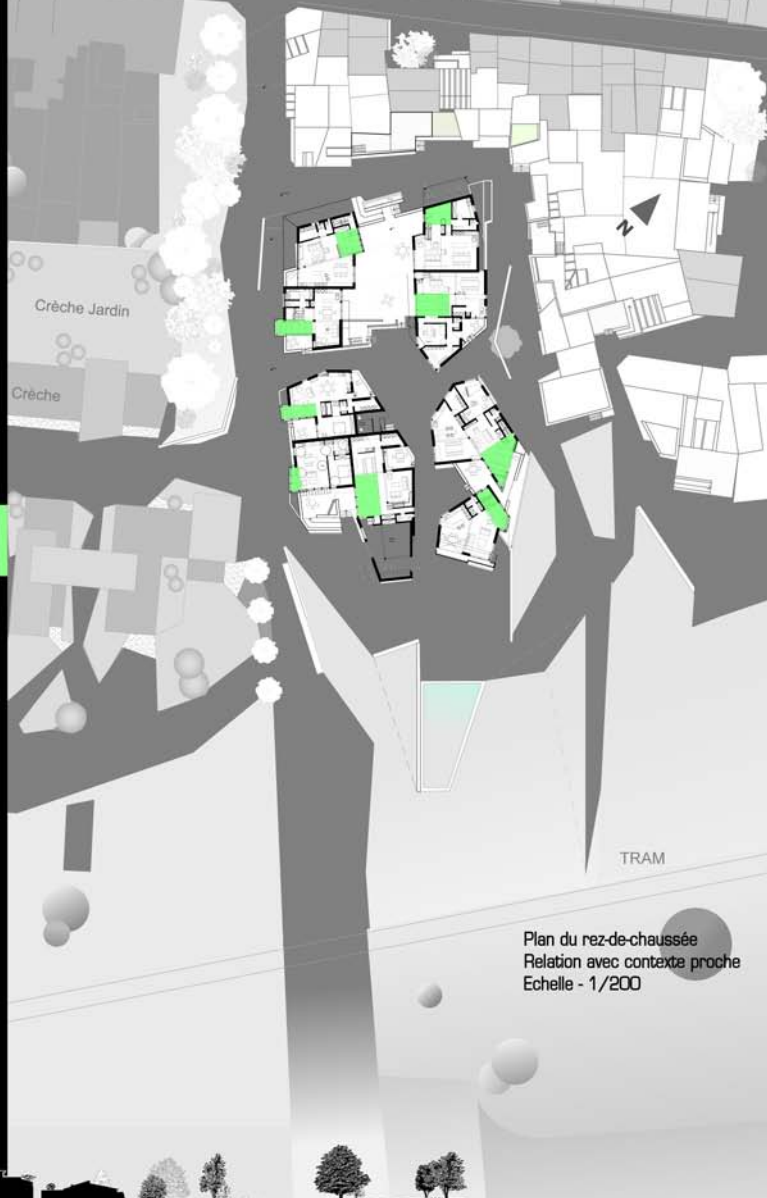 N
Crèche Jardin
Crèche
TRAM
Plan du rez-de-chaussée
Relation avec contexte proche
Echelle - 1/200